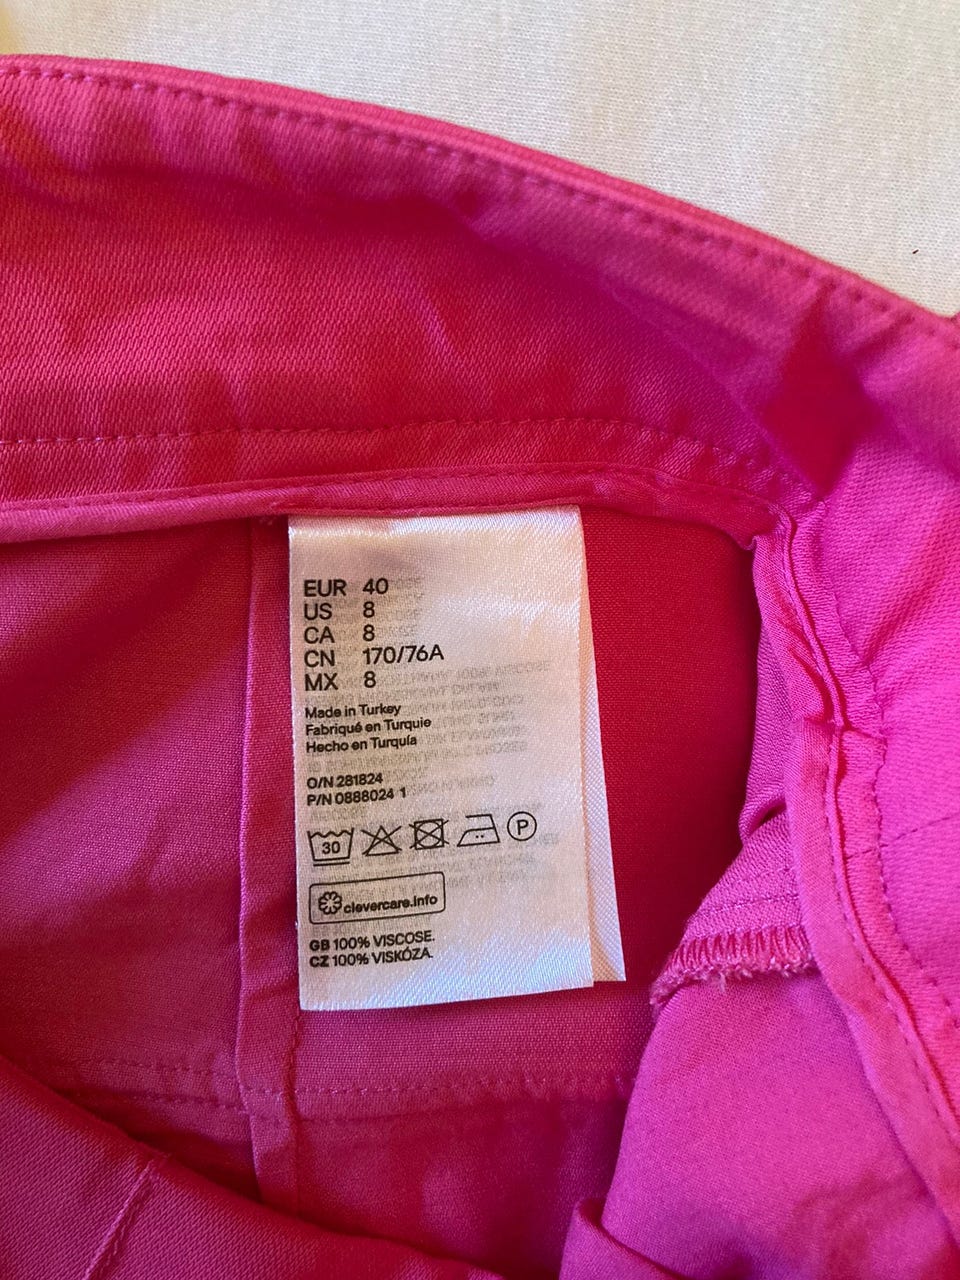 EUR 40
US 8
CA 8
CN 170/76A
MX 8
Made in Turkey
Fabriqué en Turquie
Hecho en Turquía
O/N 281824
P/N 0888024 1
30 P
clevercare.info
GB 100% VISCOSE.
CZ 100% VISKÓZA.